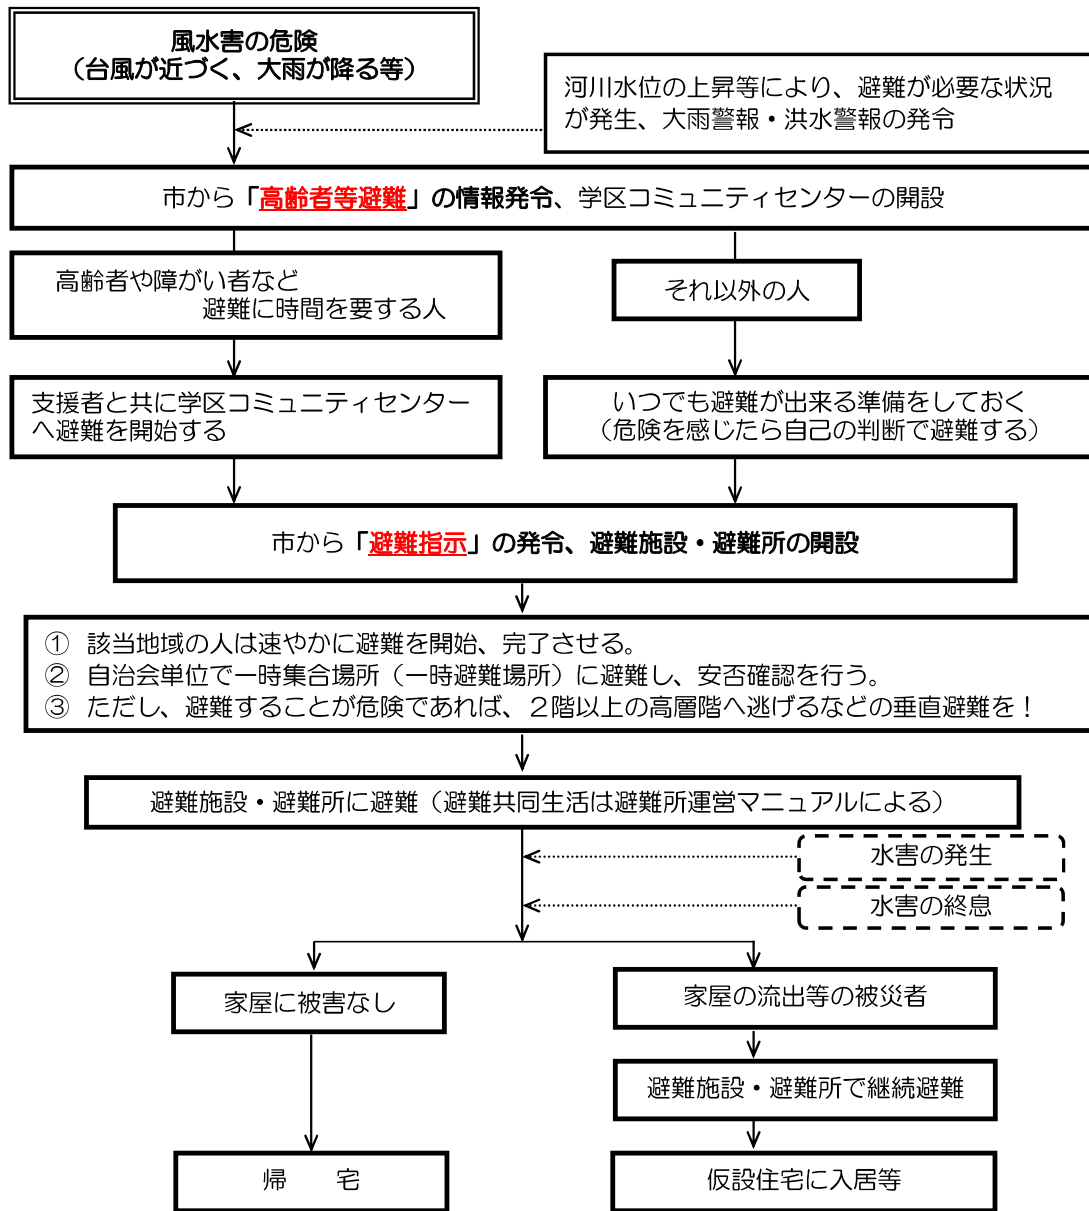 風水害の危険
（台風が近づく、大雨が降る等）
河川水位の上昇等により、避難が必要な状況
が発生、大雨警報・洪水警報の発令
市から「高齢者等避難」の情報発令、学区コミュニティセンターの開設
高齢者や障がい者など
避難に時間を要する人
それ以外の人
支援者と共に学区コミュニティセンター
へ避難を開始する
いつでも避難が出来る準備をしておく
（危険を感じたら自己の判断で避難する）
市から「避難指示」の発令、避難施設・避難所の開設
① 該当地域の人は速やかに避難を開始、完了させる。
② 自治会単位で一時集合場所（一時避難場所）に避難し、安否確認を行う。
③ ただし、避難することが危険であれば、２階以上の高層階へ逃げるなどの垂直避難を！
避難施設・避難所に避難（避難共同生活は避難所運営マニュアルによる）
水害の発生
水害の終息
家屋に被害なし
家屋の流出等の被災者
避難施設・避難所で継続避難
帰　　宅
仮設住宅に入居等